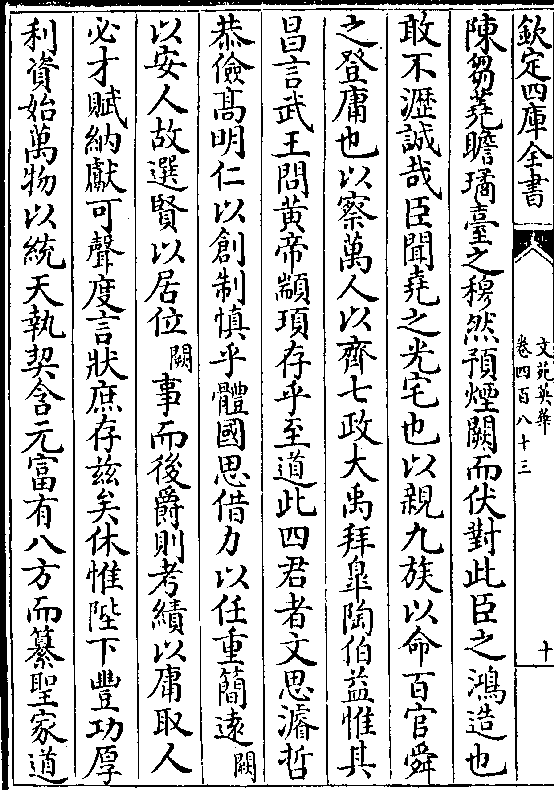 欽定四庫全書
文苑英華
卷四百八十三
十
陳芻蕘瞻璚臺之穆然預煙闕而伏對此臣之鴻造也
敢不瀝誠哉臣聞堯之光宅也以親九族以命百官舜
之登庸也以察萬人以齊七政大禹拜臯陶伯益惟其
昌言武王問黄帝顓頊存乎至道此四君者文思濬哲
恭儉髙明仁以創制慎乎體國思借力以任重簡逺闕
以安人故選賢以居位闕事而後爵則考績以庸取人
必才賦納獻可聲度言狀庶存兹矣休惟陛下豐功厚
利資始萬物以統天執契含元富有八方而纂聖家道